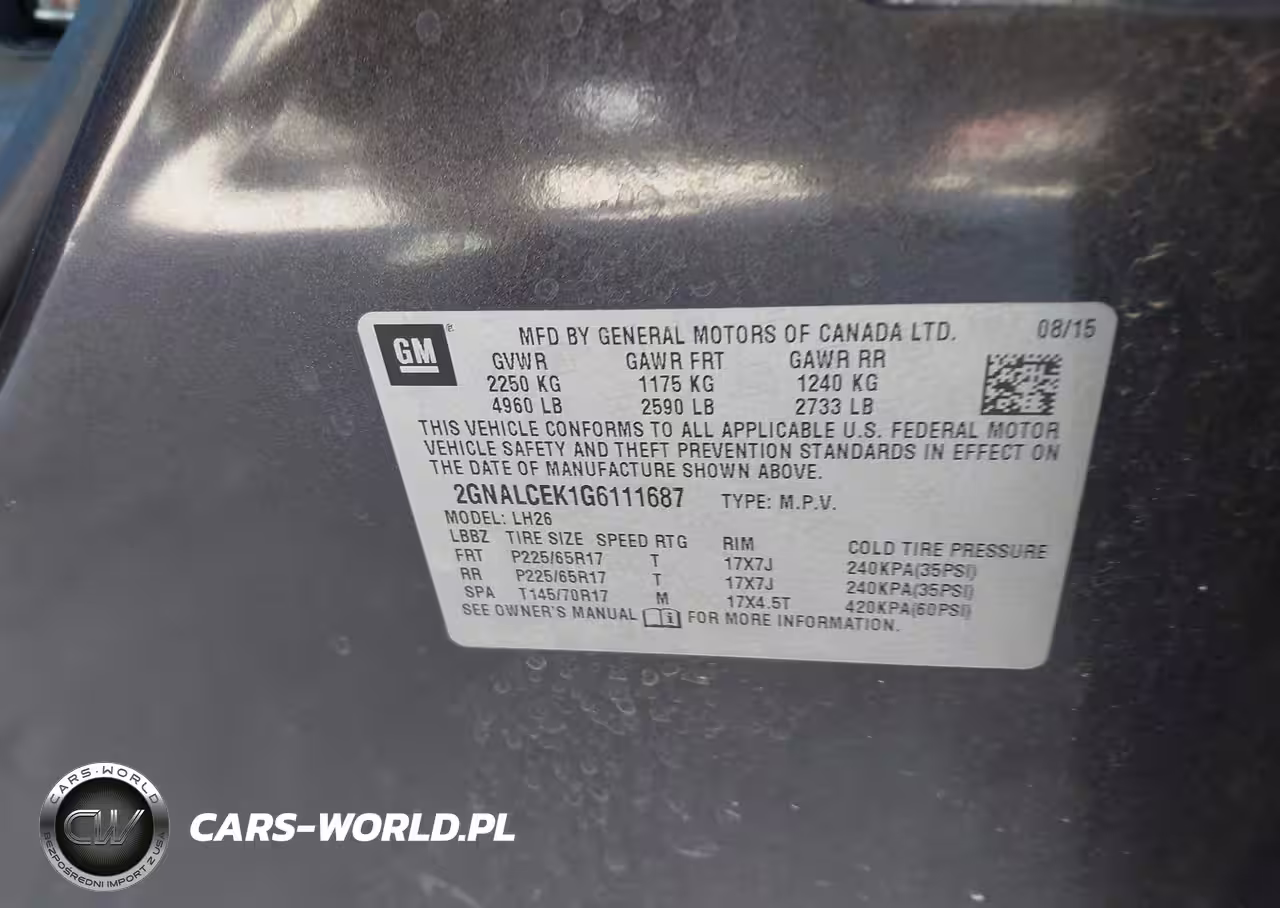 GM
MFD BY GENERAL MOTORS OF CANADA LTD. 08/15
GVWR GAWR FRT GAWR RR
2250 KG 1175 KG 1240 KG
4960 LB 2590 LB 2733 LB
THIS VEHICLE CONFORMS TO ALL APPLICABLE U.S. FEDERAL MOTOR
VEHICLE SAFETY AND THEFT PREVENTION STANDARDS IN EFFECT ON
THE DATE OF MANUFACTURE SHOWN ABOVE.
2GNALCEK1G6111687 TYPE: M.P.V.
MODEL: LH26
LBBZ TIRE SIZE SPEED RTG RIM COLD TIRE PRESSURE
FRT P225/65R17 T 17X7J 240KPA(35PSI)
RR P225/65R17 T 17X7J 240KPA(35PSI)
SPA T145/70R17 M 17X4.5T 420KPA(60PSI)
SEE OWNER'S MANUAL FOR MORE INFORMATION.
CARS-WORLD
CW
BEZPOŚREDNI IMPORT Z USA
CARS-WORLD.PL